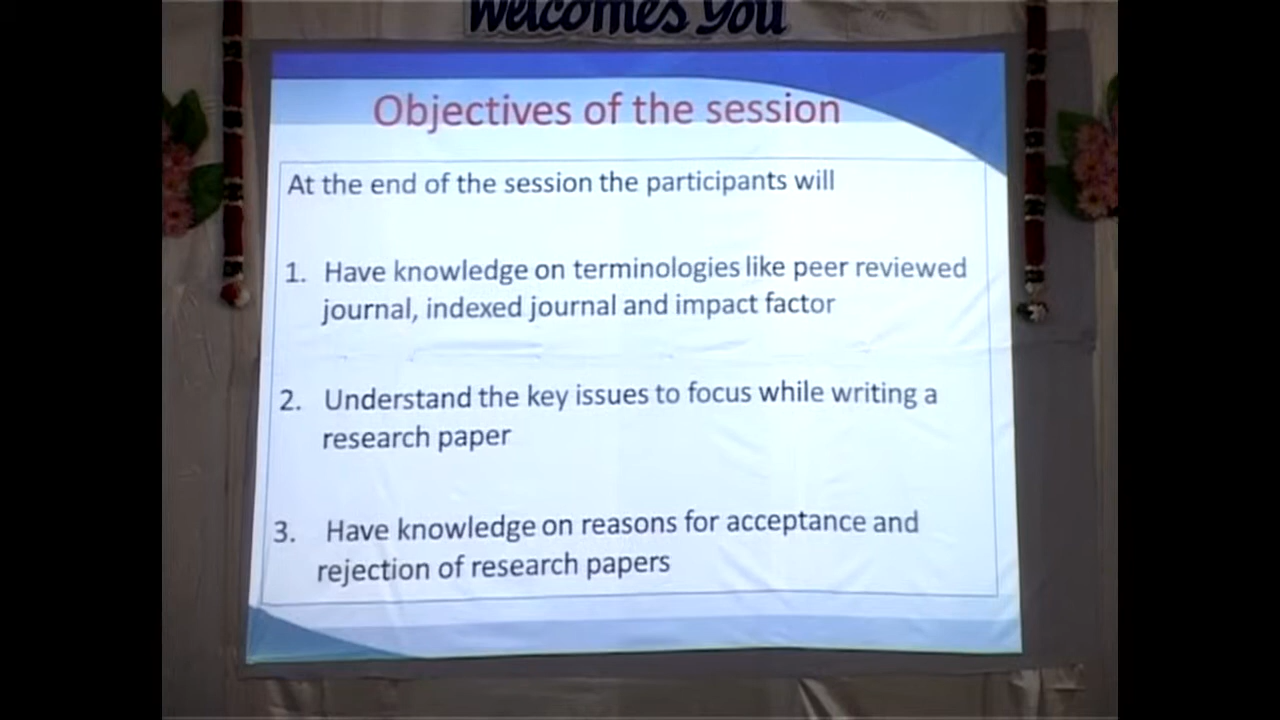 Welcomes You
Objectives of the session
At the end of the session the participants will
1. Have knowledge on terminologies like peer reviewed
journal, indexed journal and impact factor
2. Understand the key issues to focus while writing a
research paper
3. Have knowledge on reasons for acceptance and
rejection of research papers